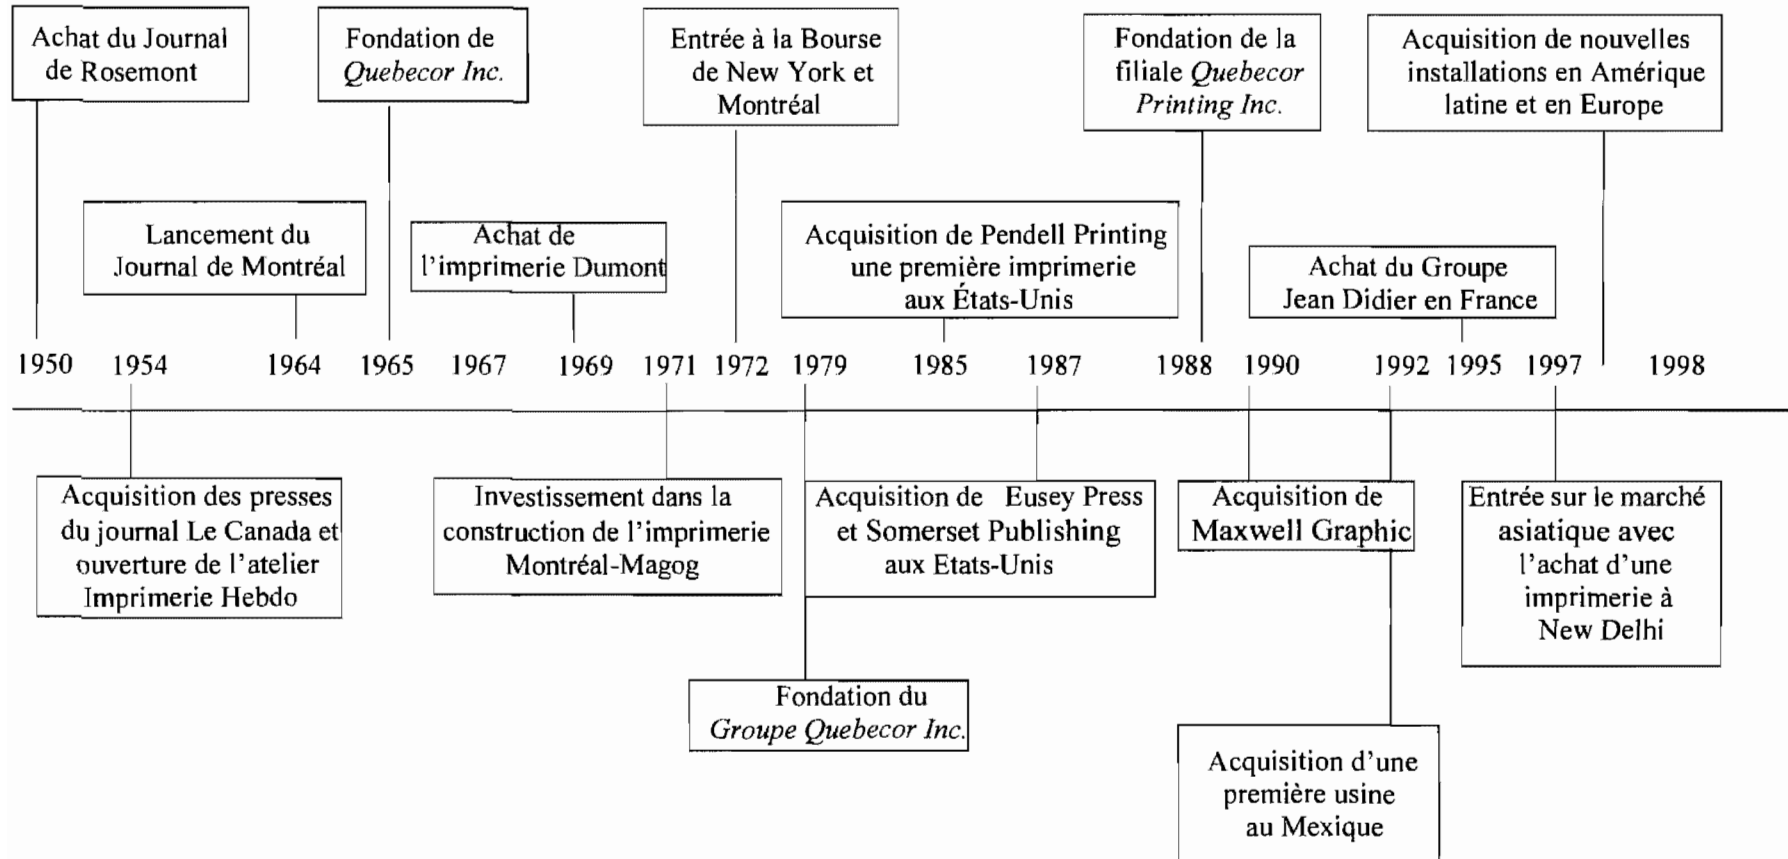 Achat du Journal
de Rosemont
Fondation de
Quebecor Inc.
Entrée à la Bourse
de New York et
Montréal
Fondation de la
filiale Quebecor
Printing Inc.
Acquisition de nouvelles
installations en Amérique
latine et en Europe
Lancement du
Journal de Montréal
Achat de
l'imprimerie Dumont
Acquisition de Pendell Printing
une première imprimerie
aux États-Unis
Achat du Groupe
Jean Didier en France
1950 1954 1964 1965 1967 1969 1971 1972 1979 1985 1987 1988 1990 1992 1995 1997 1998
Acquisition des presses
du journal Le Canada et
ouverture de l'atelier
Imprimerie Hebdo
Investissement dans la
construction de l'imprimerie
Montréal-Magog
Acquisition de Eusey Press
et Somerset Publishing
aux Etats-Unis
Acquisition de
Maxwell Graphic
Entrée sur le marché
asiatique avec
l'achat d'une
imprimerie à
New Delhi
Fondation du
Groupe Quebecor Inc.
Acquisition d'une
première usine
au Mexique